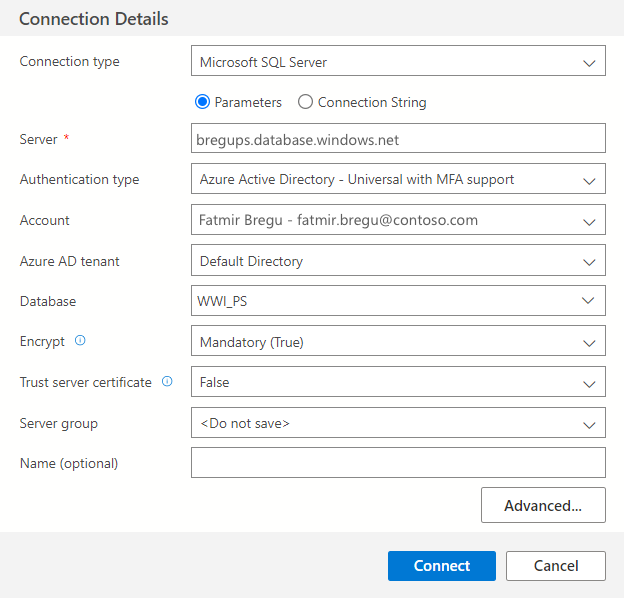 Connection Details
Connection type
Microsoft SQL Server
Parameters Connection String
Server *
bregups.database.windows.net
Authentication type
Azure Active Directory - Universal with MFA support
Account
Fatmir Bregu - fatmir.bregu@contoso.com
Azure AD tenant
Default Directory
Database
WWI_PS
Encrypt
Mandatory (True)
Trust server certificate
False
Server group
<Do not save>
Name (optional)
Advanced...
Connect
Cancel